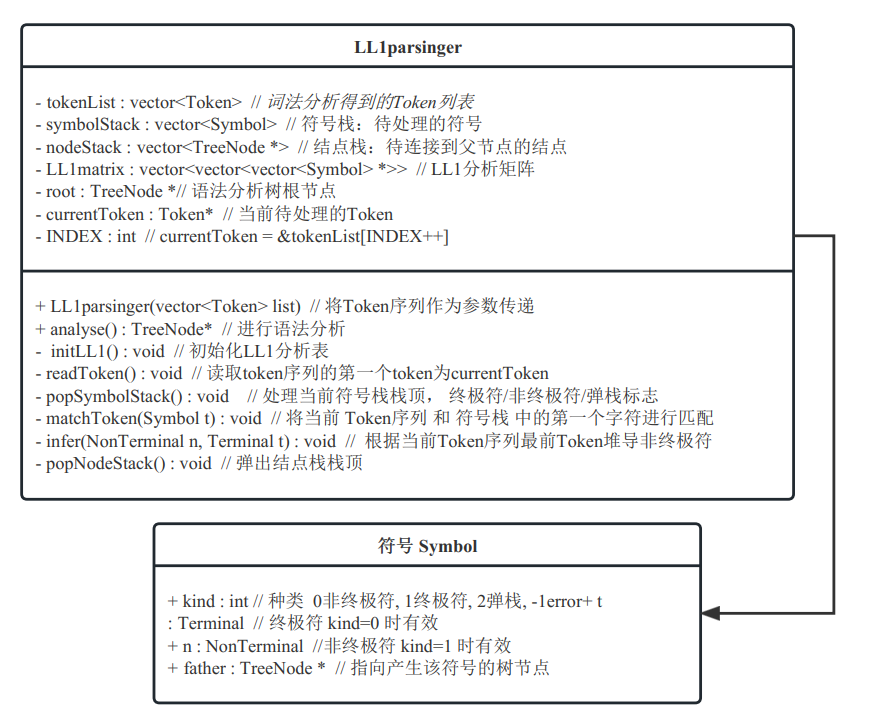 LL1parsinger
- tokenList : vector<Token> // 词法分析得到的Token列表
- symbolStack : vector<Symbol> // 符号栈：待处理的符号
- nodeStack : vector<TreeNode *> // 结点栈：待连接到父节点的结点
- LL1matrix : vector<vector<vector<Symbol> *>> // LL1分析矩阵
- root : TreeNode *// 语法分析树根节点
- currentToken : Token* // 当前待处理的Token
- INDEX : int // currentToken = &tokenList[INDEX++]
+ LL1parsinger(vector<Token> list) // 将Token序列作为参数传递
+ analyse() : TreeNode* // 进行语法分析
- initLL1() : void // 初始化LL1分析表
- readToken() : void // 读取token序列的第一个token为currentToken
- popSymbolStack() : void // 处理当前符号栈栈顶， 终极符/非终极符/弹栈标志
- matchToken(Symbol t) : void // 将当前 Token序列 和 符号栈 中的第一个字符进行匹配
- infer(NonTerminal n, Terminal t) : void // 根据当前Token序列最前Token堆导非终极符
- popNodeStack() : void // 弹出结点栈栈顶
符号 Symbol
+ kind : int // 种类 0非终极符, 1终极符, 2弹栈, -1error+ t
: Terminal // 终极符 kind=0 时有效
+ n : NonTerminal //非终极符 kind=1 时有效
+ father : TreeNode * // 指向产生该符号的树节点